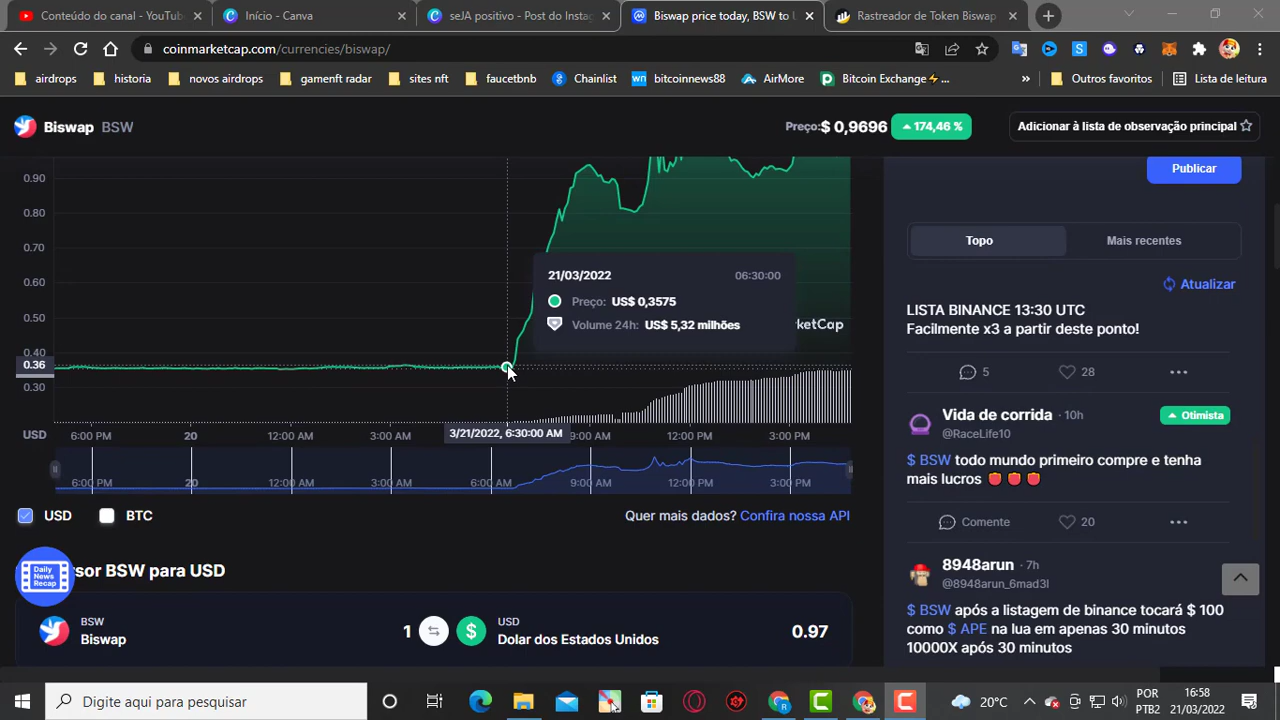 Conteúdo do canal - YouTub
Início - Canva
seJA positivo - Post do Instag
Biswap price today, BSW to U
Rastreador de Token Biswap
coinmarketcap.com/currencies/biswap/
airdrops
historia
novos airdrops
gamenft radar
sites nft
faucetbnb
Chainlist
bitcoinnews88
AirMore
Bitcoin Exchange⚡...
Outros favoritos
Lista de leitura
Biswap BSW
Preço:$ 0,9696
174,46 %
Adicionar à lista de observação principal
0.90
0.80
0.70
0.60
0.50
0.40
0.36
0.30
21/03/2022 06:30:00
Preço: US$ 0,3575
Volume 24h: US$ 5,32 milhões
rketCap
USD
6:00 PM 20 12:00 AM 3:00 AM 3/21/2022, 6:30:00 AM 9:00 AM 12:00 PM 3:00 PM
6:00 PM 20 12:00 AM 3:00 AM 6:00 AM 9:00 AM 12:00 PM 3:00 PM
USD BTC
Quer mais dados? Confira nossa API
Daily
News
Recap
rsor BSW para USD
BSW
Biswap
1
$
USD
Dolar dos Estados Unidos
0.97
Publicar
Topo
Mais recentes
Atualizar
LISTA BINANCE 13:30 UTC
Facilmente x3 a partir deste ponto!
5 28 ...
Vida de corrida · 10h
Otimista
@RaceLife10
$ BSW todo mundo primeiro compre e tenha
mais lucros
Comente 20 ...
8948arun · 7h
@8948arun_6mad3l
$ BSW após a listagem de binance tocará $ 100
como $ APE na lua em apenas 30 minutos
10000X após 30 minutos
Digite aqui para pesquisar
20°C
POR
PTB2
16:58
21/03/2022